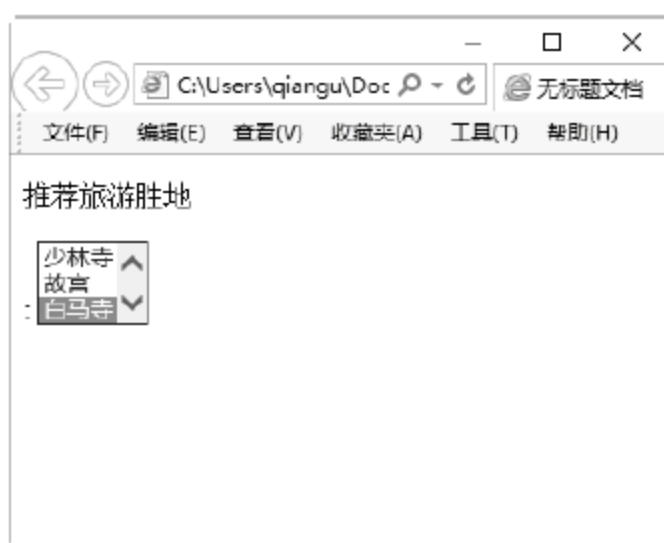 C:\Users\qiangu\Doc 无标题文档
文件(F) 编辑(E) 查看(V) 收藏夹(A) 工具(T) 帮助(H)
推荐旅游胜地
少林寺
故宫
: 白马寺